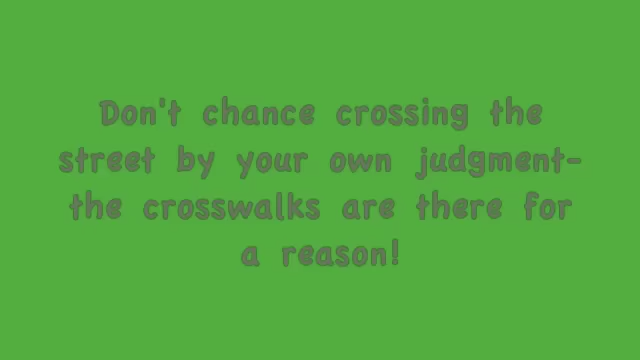 Don't chance crossing the
street by your own judgment-
the crosswalks are there for
a reason!